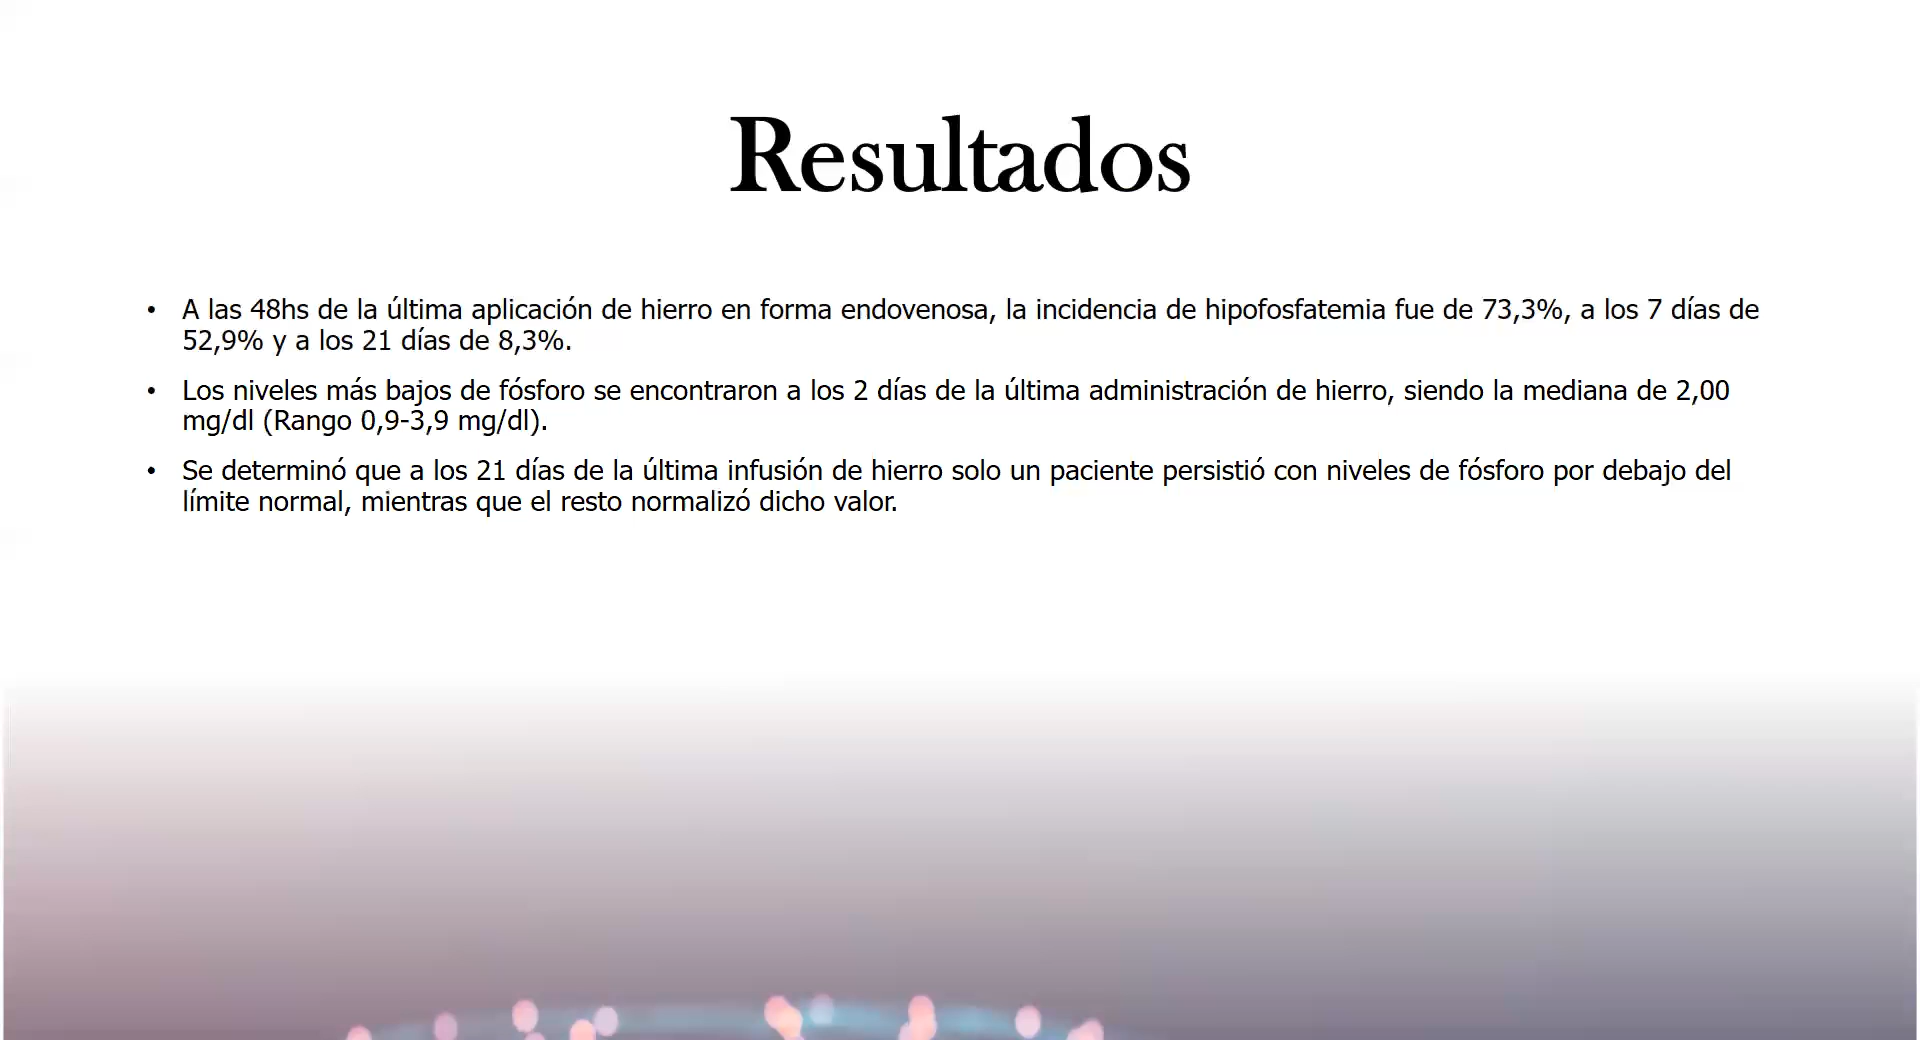 Resultados
• A las 48hs de la última aplicación de hierro en forma endovenosa, la incidencia de hipofosfatemia fue de 73,3%, a los 7 días de
52,9% y a los 21 días de 8,3%.
• Los niveles más bajos de fósforo se encontraron a los 2 días de la última administración de hierro, siendo la mediana de 2,00
mg/dl (Rango 0,9-3,9 mg/dl).
• Se determinó que a los 21 días de la última infusión de hierro solo un paciente persistió con niveles de fósforo por debajo del
límite normal, mientras que el resto normalizó dicho valor.